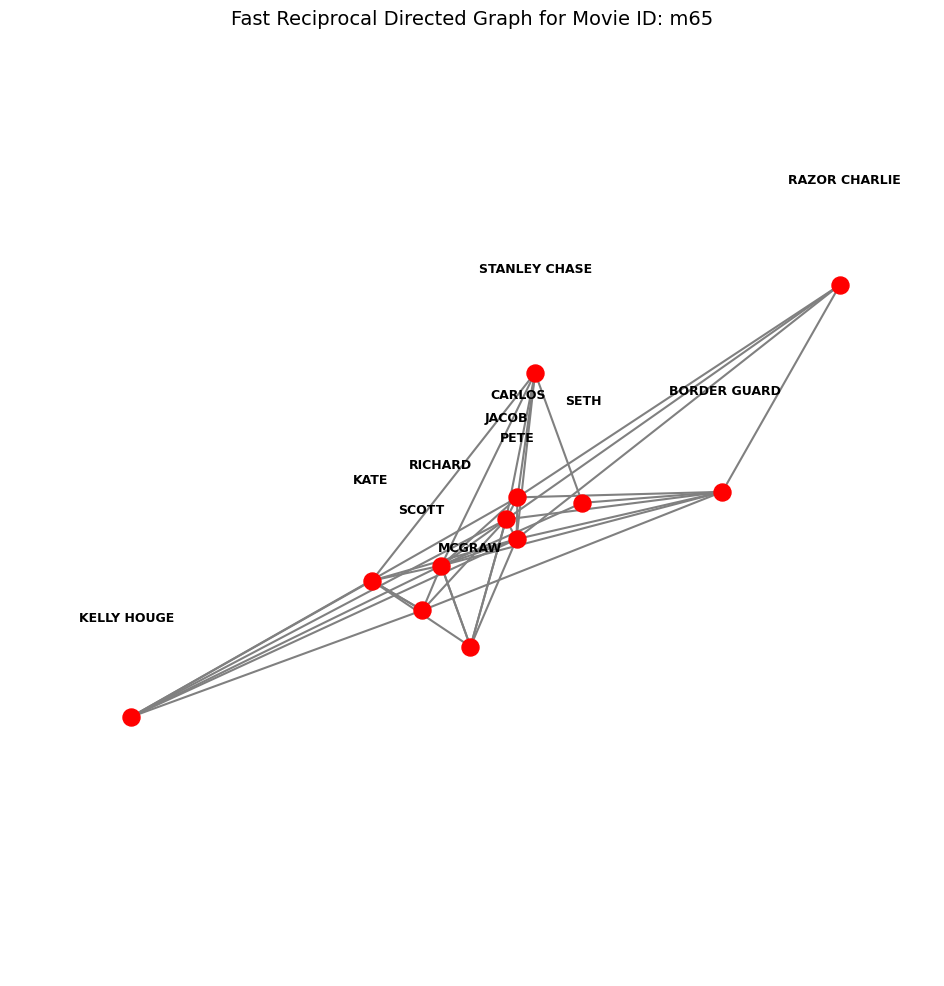 Fast Reciprocal Directed Graph for Movie ID: m65
RAZOR CHARLIE
STANLEY CHASE
BORDER GUARD
CARLOS
SETH
JACOB
PETE
RICHARD
KATE
SCOTT
MCGRAW
KELLY HOUGE